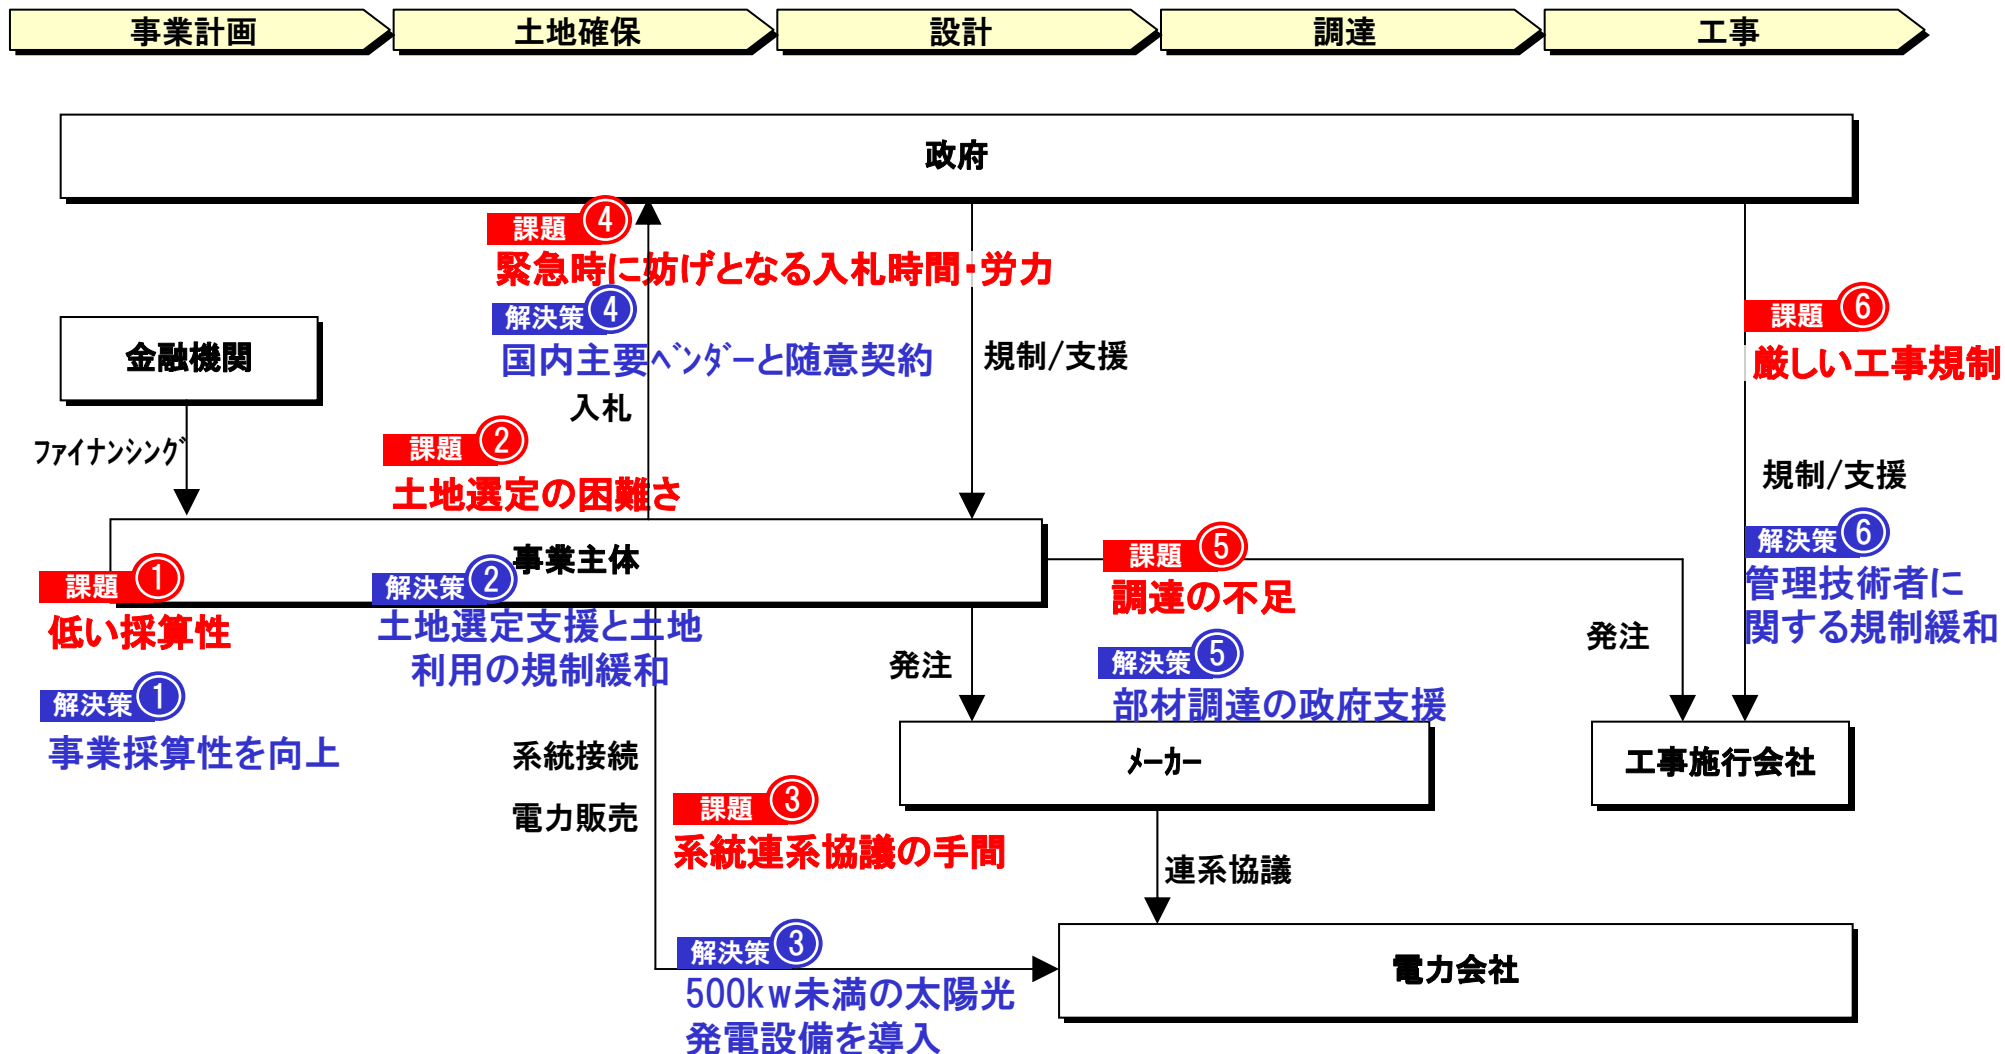 事業計画
土地確保
設計
調達
工事
政府
課題 4
緊急時に妨げとなる入札時間・労力
解決策 4
国内主要ﾍﾞﾝﾀﾞｰと随意契約
入札
規制/支援
課題 6
厳しい工事規制
金融機関
ﾌｧｲﾅﾝｼﾝｸﾞ
課題 2
土地選定の困難さ
規制/支援
事業主体
課題 1
低い採算性
解決策 2
土地選定支援と土地
利用の規制緩和
課題 5
調達の不足
解決策 6
管理技術者に
関する規制緩和
発注
発注
解決策 1
事業採算性を向上
解決策 5
部材調達の政府支援
系統接続
電力販売
ﾒｰｶｰ
工事施行会社
課題 3
系統連系協議の手間
連系協議
解決策 3
500kw未満の太陽光
発電設備を導入
電力会社